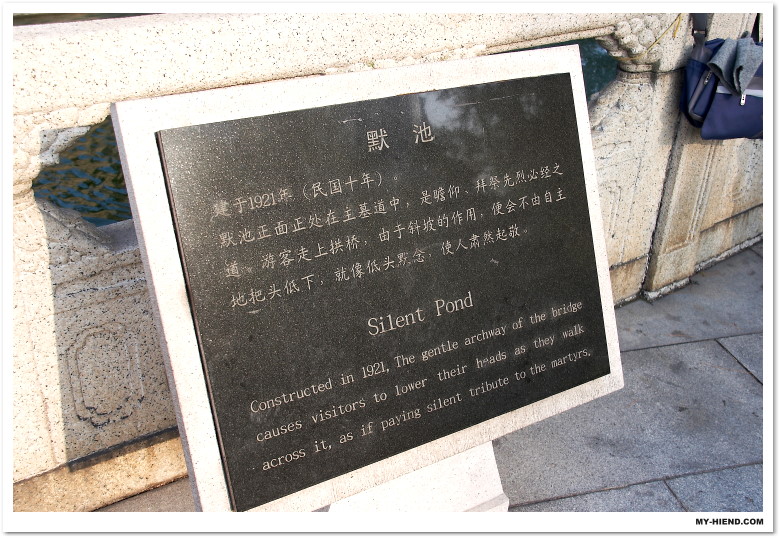 默 池
建于1921年（民国十年）。
默池正面正处在主墓道中，是瞻仰、拜祭先烈必经之
道。游客走上拱桥，由于斜坡的作用，便会不由自主
地把头低下，就像低头默念，使人肃然起敬。
Silent Pond
Constructed in 1921, The gentle archway of the bridge
causes visitors to lower their heads as they walk
across it, as if paying silent tribute to the martyrs.
MY-HIEND.COM